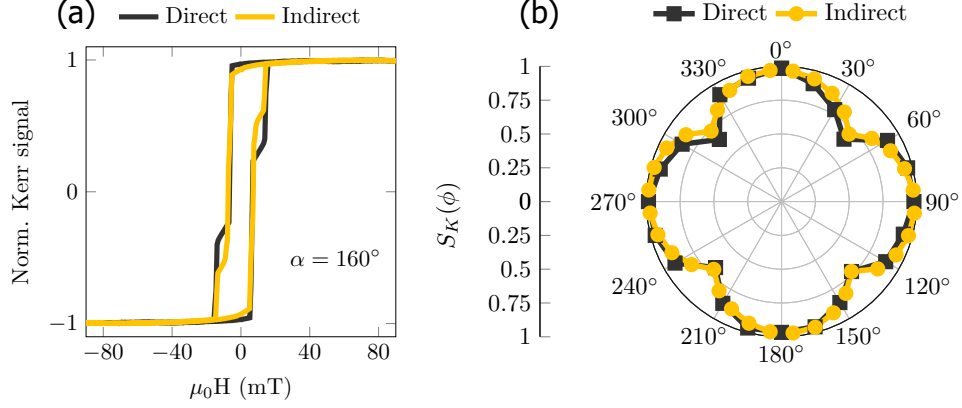 (a)
Direct Indirect
Norm. Kerr signal
1
0
−1
α = 160°
−80 −40 0 40 80
μ₀H (mT)
(b)
Direct Indirect
S_K(ϕ)
1
0.75
0.5
0.25
0
0.25
0.5
0.75
1
0°
30°
60°
90°
120°
150°
180°
210°
240°
270°
300°
330°